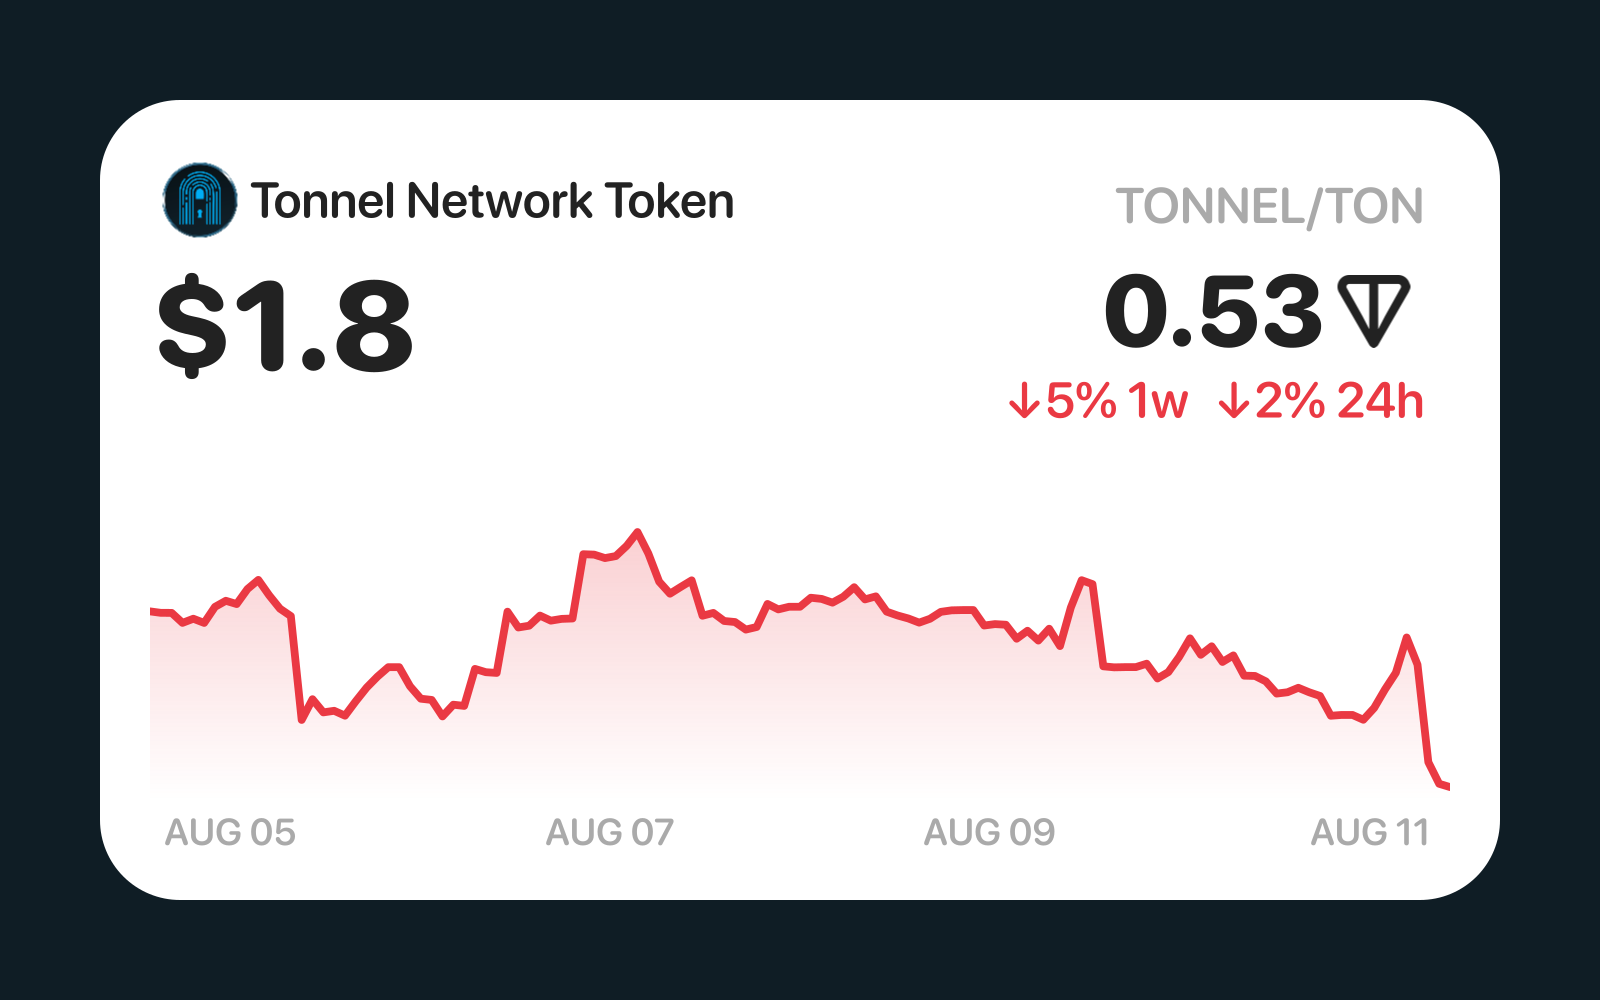 Tonnel Network Token
TONNEL/TON
$1.8
0.53
↓5% 1w ↓2% 24h
AUG 05 AUG 07 AUG 09 AUG 11